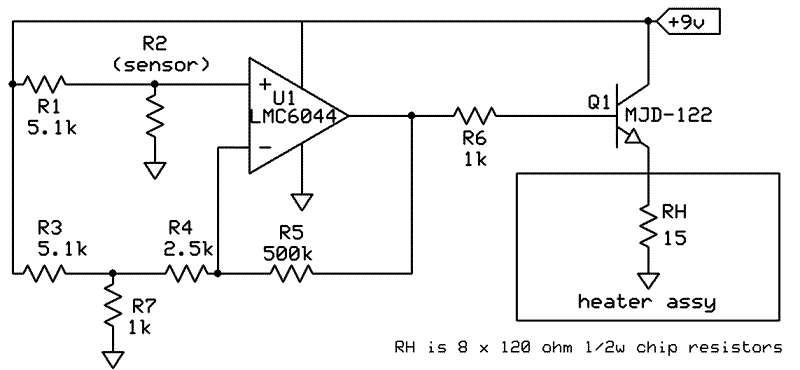 +9v
R2
(sensor)
+
U1
LMC6044
-
R1
5.1k
Q1
MJD-122
R6
1k
R3
5.1k
R4
2.5k
R5
500k
R7
1k
RH
15
heater assy
RH is 8 x 120 ohm 1/2w chip resistors